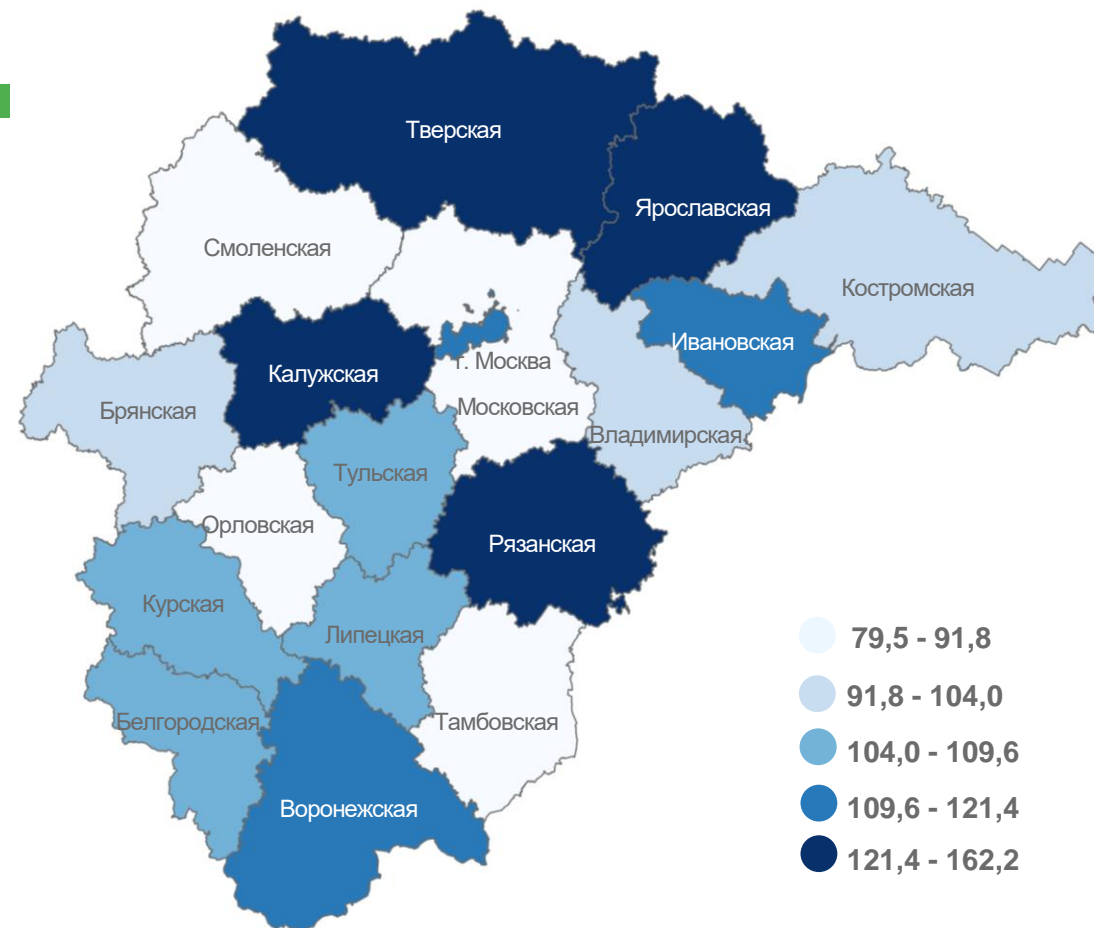 Тверская
Ярославская
Смоленская
Костромская
Ивановская
г. Москва
Калужская
Московская
Брянская
Владимирская
Тульская
Орловская
Рязанская
Курская
Липецкая
Белгородская
Тамбовская
Воронежская
79,5 - 91,8
91,8 - 104,0
104,0 - 109,6
109,6 - 121,4
121,4 - 162,2